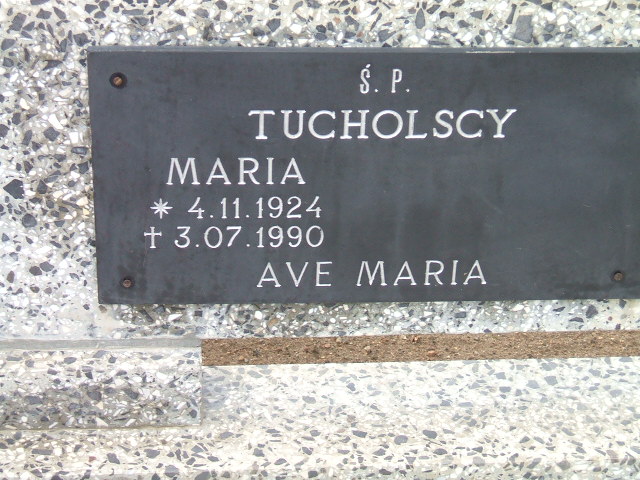 Ś. P.
TUCHOLSCY
MARIA
* 4.11.1924
† 3.07.1990
AVE MARIA